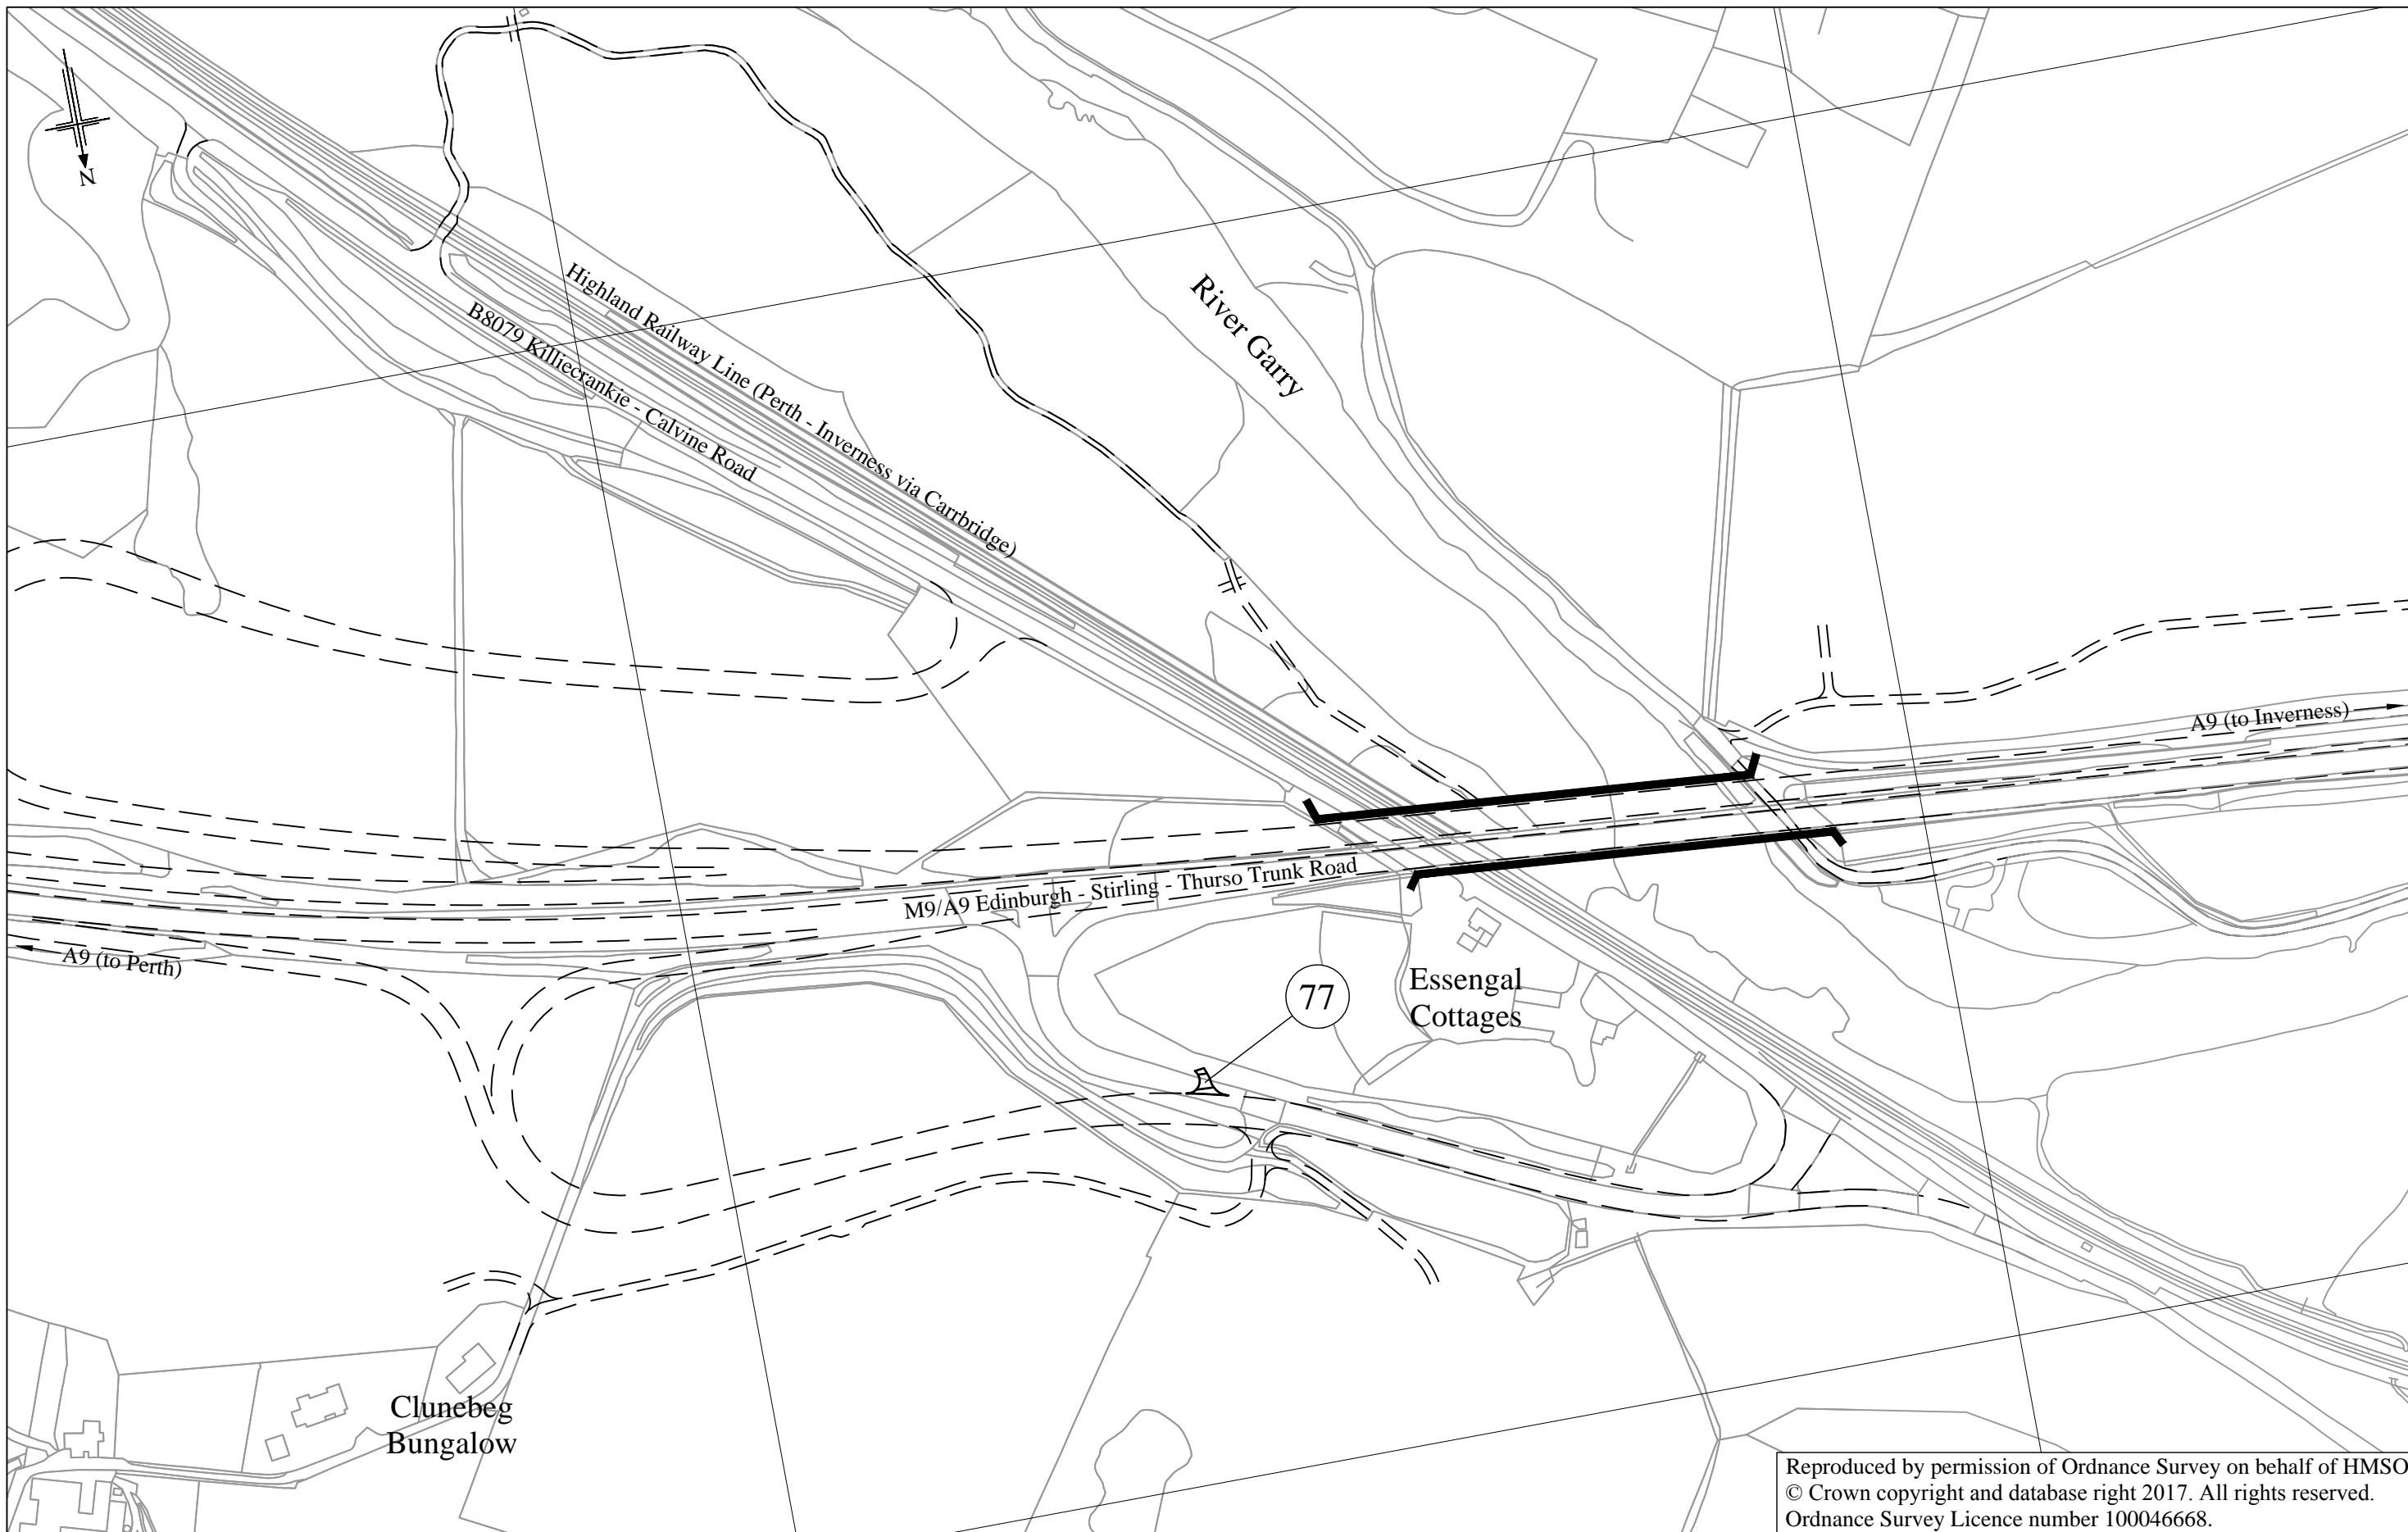 N
Highland Railway Line (Perth - Inverness via Carrbridge)
B8079 Killiecrankie - Calvine Road
River Garry
A9 (to Inverness)
M9/A9 Edinburgh - Stirling - Thurso Trunk Road
A9 (to Perth)
77
Essengal
Cottages
Clunebeg
Bungalow
Reproduced by permission of Ordnance Survey on behalf of HMSO
© Crown copyright and database right 2017. All rights reserved.
Ordnance Survey Licence number 100046668.